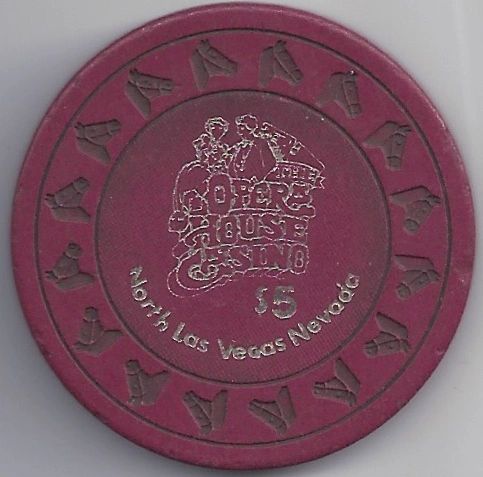 THE
OPERA
HOUSE
CASINO
$5
North Las Vegas Nevada